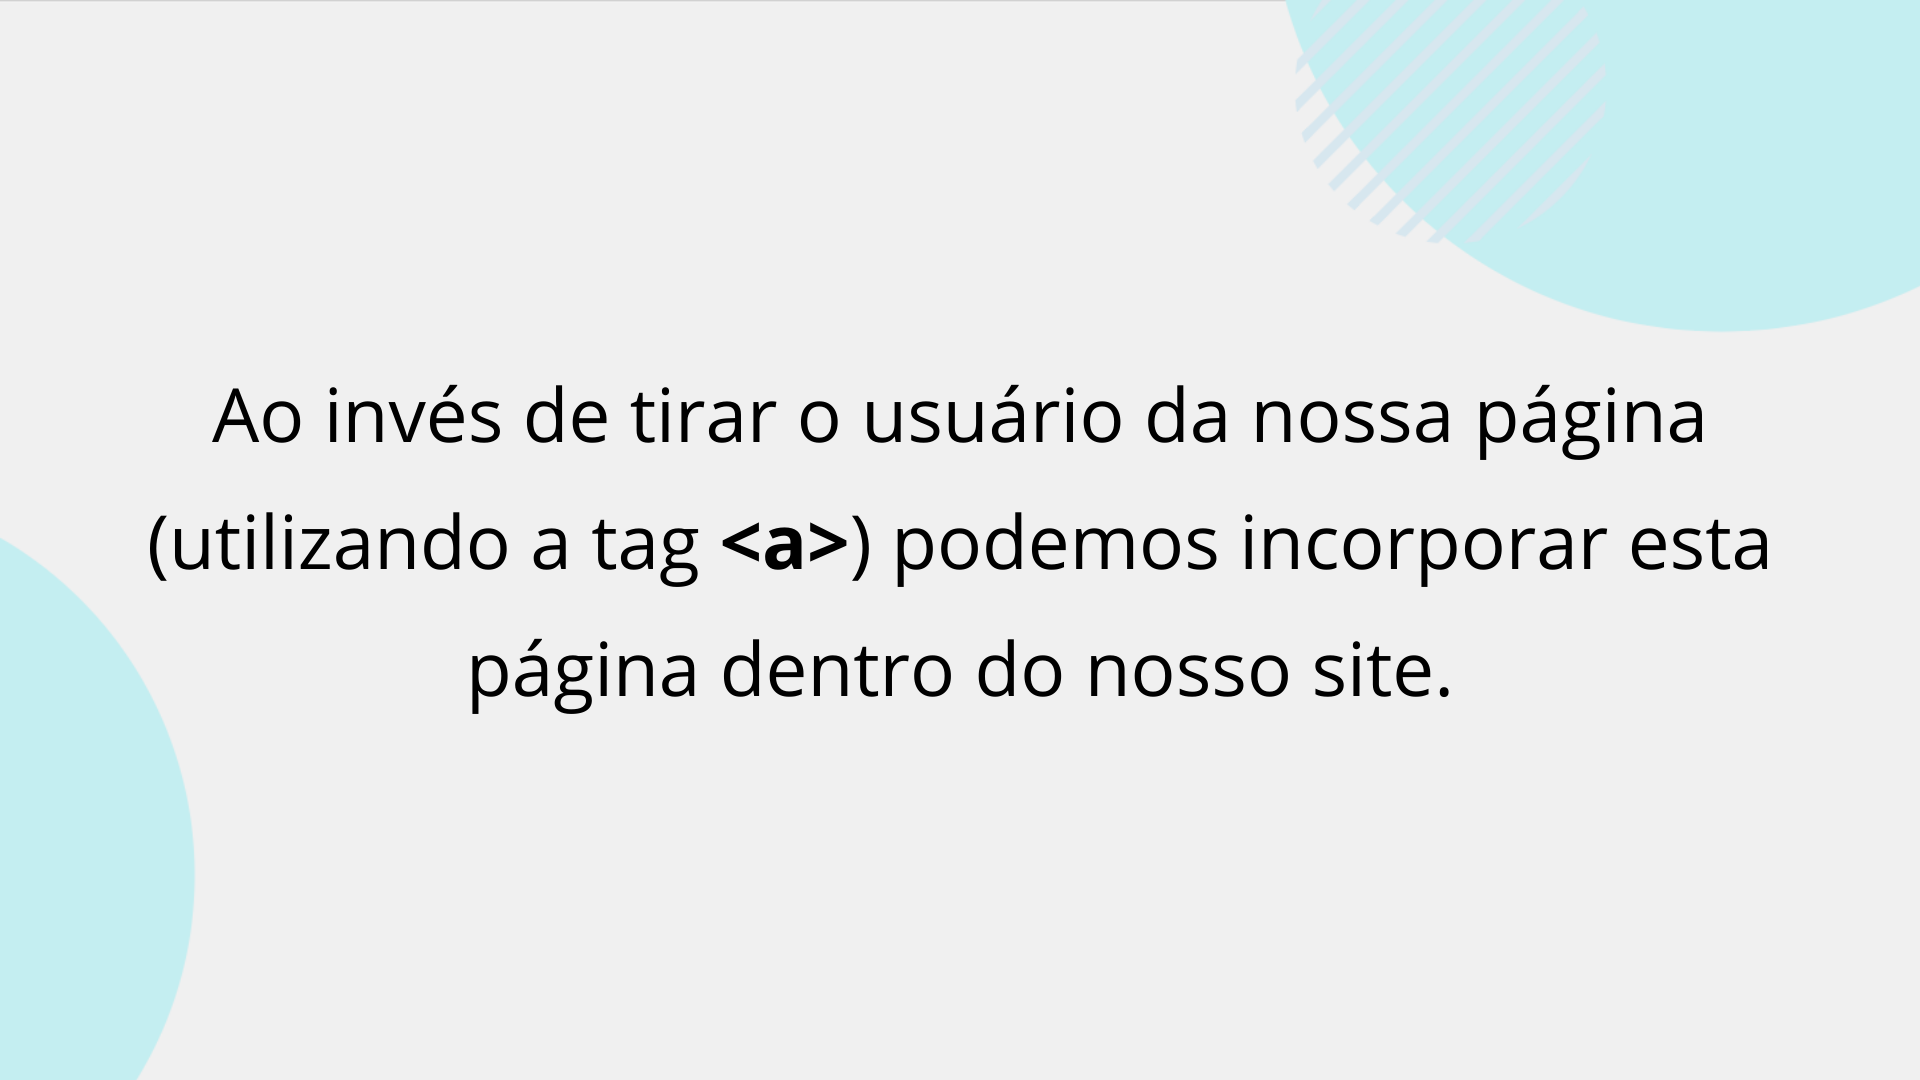 Ao invés de tirar o usuário da nossa página
(utilizando a tag <a>) podemos incorporar esta
página dentro do nosso site.